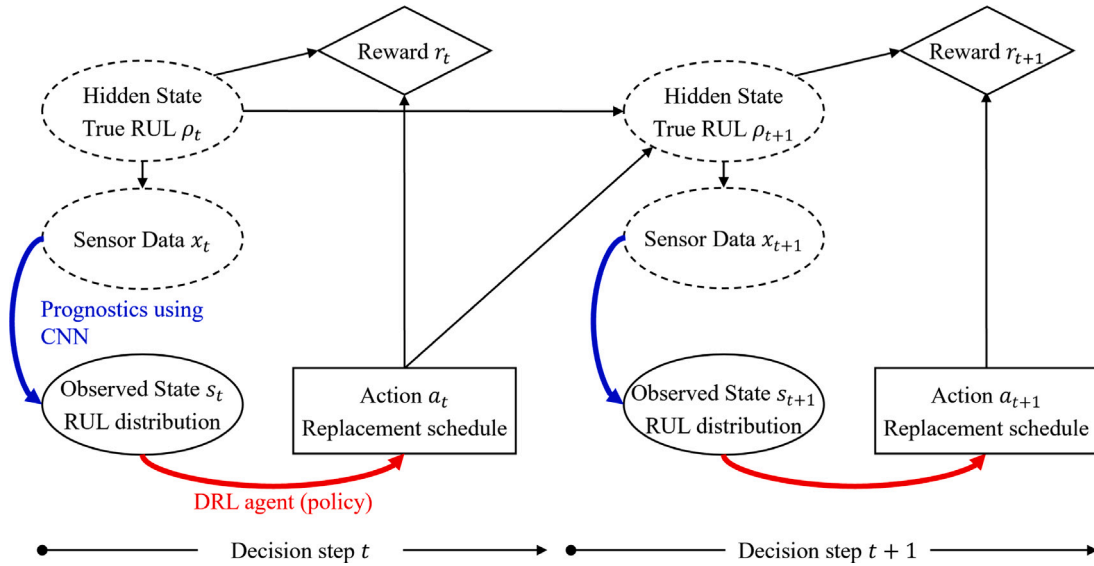 Reward r_t
Hidden State
True RUL ρ_t
Sensor Data x_t
Prognostics using
CNN
Observed State s_t
RUL distribution
Action a_t
Replacement schedule
DRL agent (policy)
Decision step t
Reward r_{t+1}
Hidden State
True RUL ρ_{t+1}
Sensor Data x_{t+1}
Observed State s_{t+1}
RUL distribution
Action a_{t+1}
Replacement schedule
Decision step t + 1